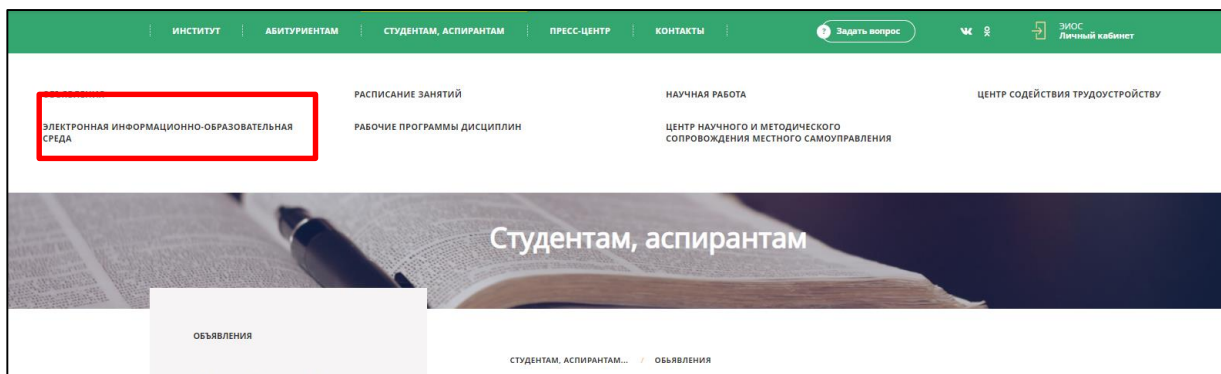 ИНСТИТУТ АБИТУРИЕНТАМ СТУДЕНТАМ, АСПИРАНТАМ ПРЕСС-ЦЕНТР КОНТАКТЫ ? Задать вопрос ЭИОС
Личный кабинет
ОБЪЯВЛЕНИЯ РАСПИСАНИЕ ЗАНЯТИЙ НАУЧНАЯ РАБОТА ЦЕНТР СОДЕЙСТВИЯ ТРУДОУСТРОЙСТВУ
ЭЛЕКТРОННАЯ ИНФОРМАЦИОННО-ОБРАЗОВАТЕЛЬНАЯ
СРЕДА
РАБОЧИЕ ПРОГРАММЫ ДИСЦИПЛИН
ЦЕНТР НАУЧНОГО И МЕТОДИЧЕСКОГО
СОПРОВОЖДЕНИЯ МЕСТНОГО САМОУПРАВЛЕНИЯ
Студентам, аспирантам
ОБЪЯВЛЕНИЯ
СТУДЕНТАМ, АСПИРАНТАМ... / ОБЪЯВЛЕНИЯ